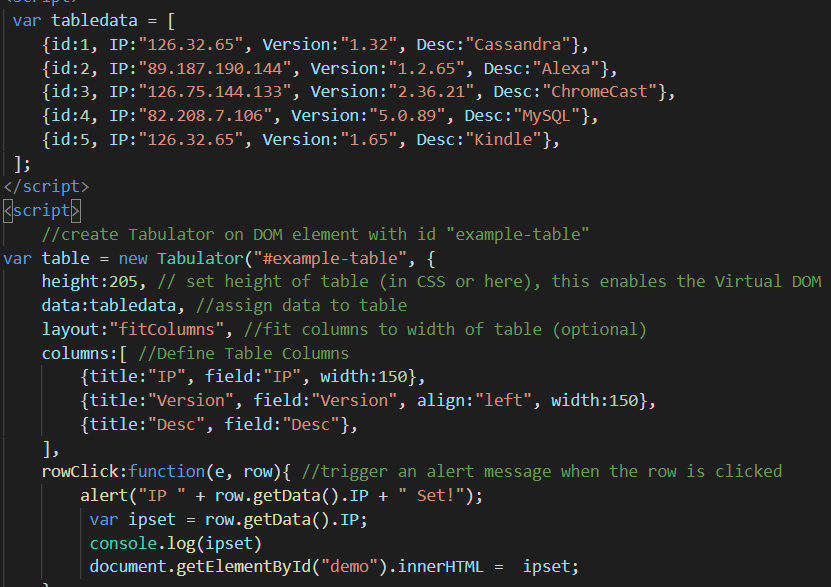 <script>
var tabledata = [
{id:1, IP:"126.32.65", Version:"1.32", Desc:"Cassandra"},
{id:2, IP:"89.187.190.144", Version:"1.2.65", Desc:"Alexa"},
{id:3, IP:"126.75.144.133", Version:"2.36.21", Desc:"ChromeCast"},
{id:4, IP:"82.208.7.106", Version:"5.0.89", Desc:"MySQL"},
{id:5, IP:"126.32.65", Version:"1.65", Desc:"Kindle"},
];
</script>
<script>
//create Tabulator on DOM element with id "example-table"
var table = new Tabulator("#example-table", {
height:205, // set height of table (in CSS or here), this enables the Virtual DOM
data:tabledata, //assign data to table
layout:"fitColumns", //fit columns to width of table (optional)
columns:[ //Define Table Columns
{title:"IP", field:"IP", width:150},
{title:"Version", field:"Version", align:"left", width:150},
{title:"Desc", field:"Desc"},
],
rowClick:function(e, row){ //trigger an alert message when the row is clicked
alert("IP " + row.getData().IP + " Set!");
var ipset = row.getData().IP;
console.log(ipset)
document.getElementById("demo").innerHTML =  ipset;
}